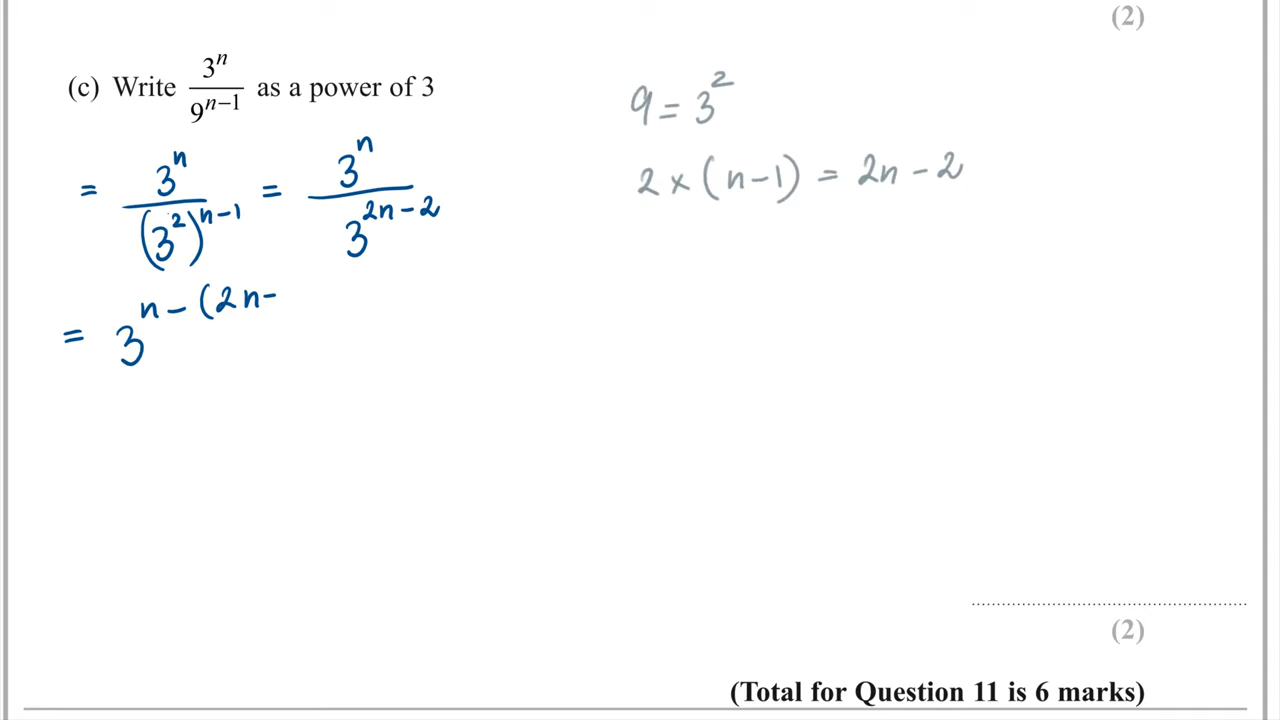 (2)
(c) Write 3^n/9^(n−1) as a power of 3
9 = 3^2
= 3^n/(3^2)^(n−1) = 3^n/3^(2n−2)
2 × (n−1) = 2n − 2
= 3^(n − (2n−
(2)
(Total for Question 11 is 6 marks)